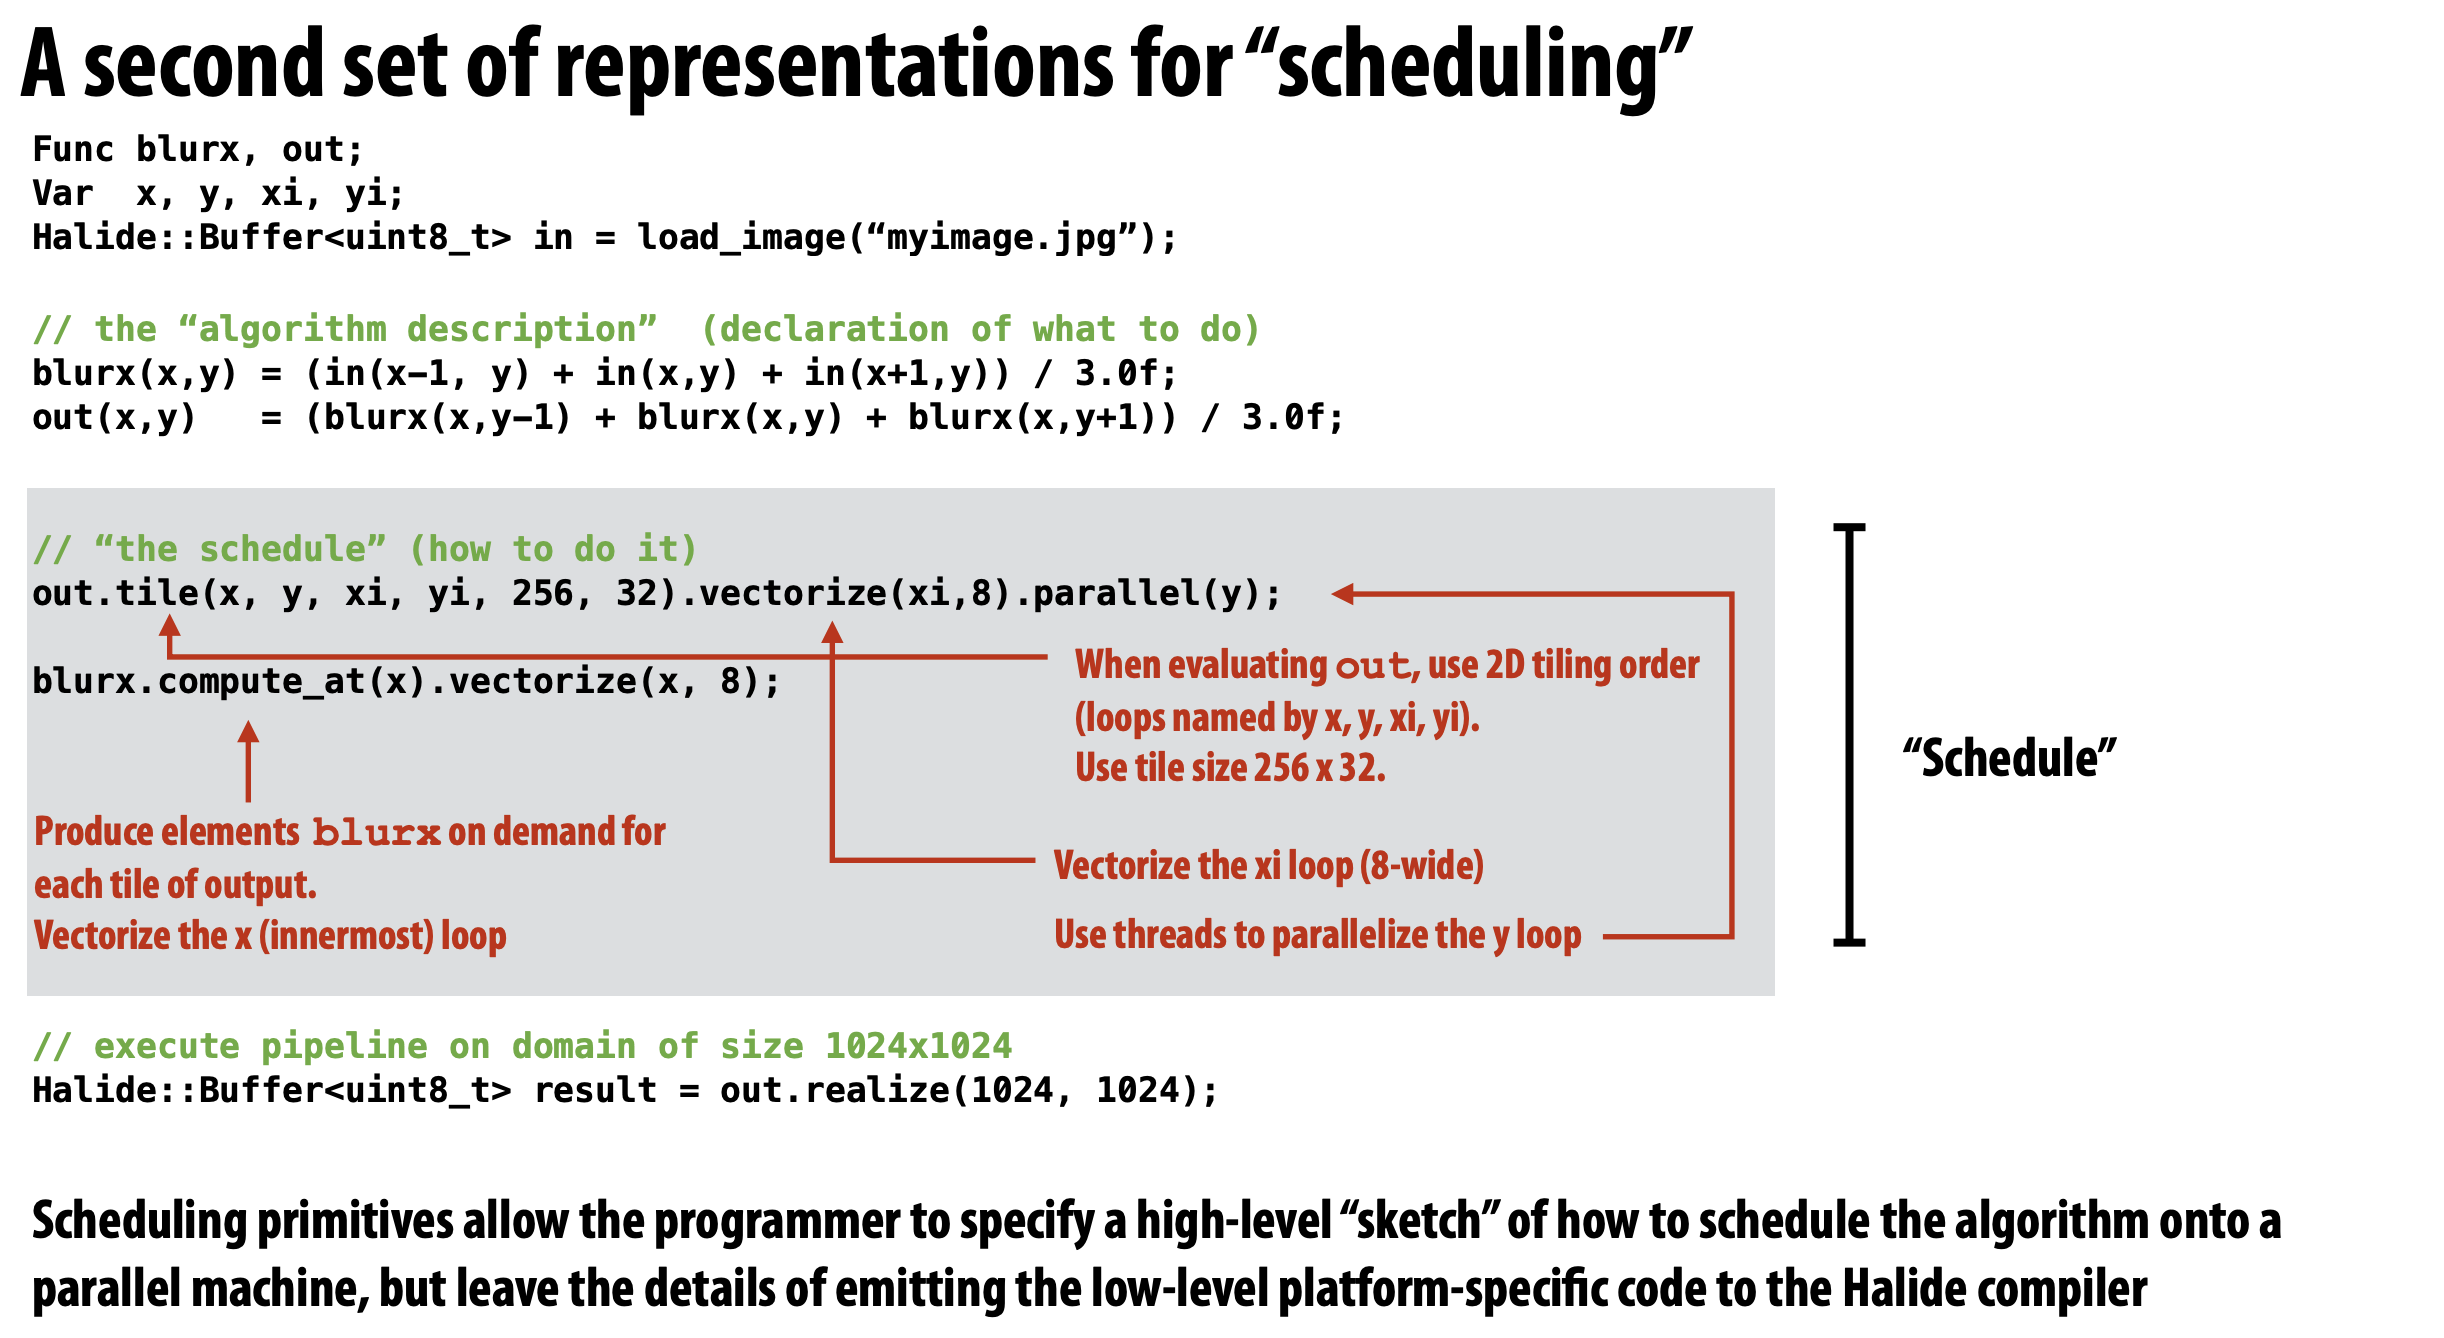 A second set of representations for “scheduling”
Func blurx, out;
Var  x, y, xi, yi;
Halide::Buffer<uint8_t> in = load_image(“myimage.jpg”);
// the “algorithm description”  (declaration of what to do)
blurx(x,y) = (in(x-1, y) + in(x,y) + in(x+1,y)) / 3.0f;
out(x,y)   = (blurx(x,y-1) + blurx(x,y) + blurx(x,y+1)) / 3.0f;
// “the schedule” (how to do it)
out.tile(x, y, xi, yi, 256, 32).vectorize(xi,8).parallel(y);
When evaluating out, use 2D tiling order
(loops named by x, y, xi, yi).
Use tile size 256 x 32.
blurx.compute_at(x).vectorize(x, 8);
Produce elements blurx on demand for
each tile of output.
Vectorize the x (innermost) loop
Vectorize the xi loop (8-wide)
Use threads to parallelize the y loop
“Schedule”
// execute pipeline on domain of size 1024x1024
Halide::Buffer<uint8_t> result = out.realize(1024, 1024);
Scheduling primitives allow the programmer to specify a high-level “sketch” of how to schedule the algorithm onto a
parallel machine, but leave the details of emitting the low-level platform-specific code to the Halide compiler